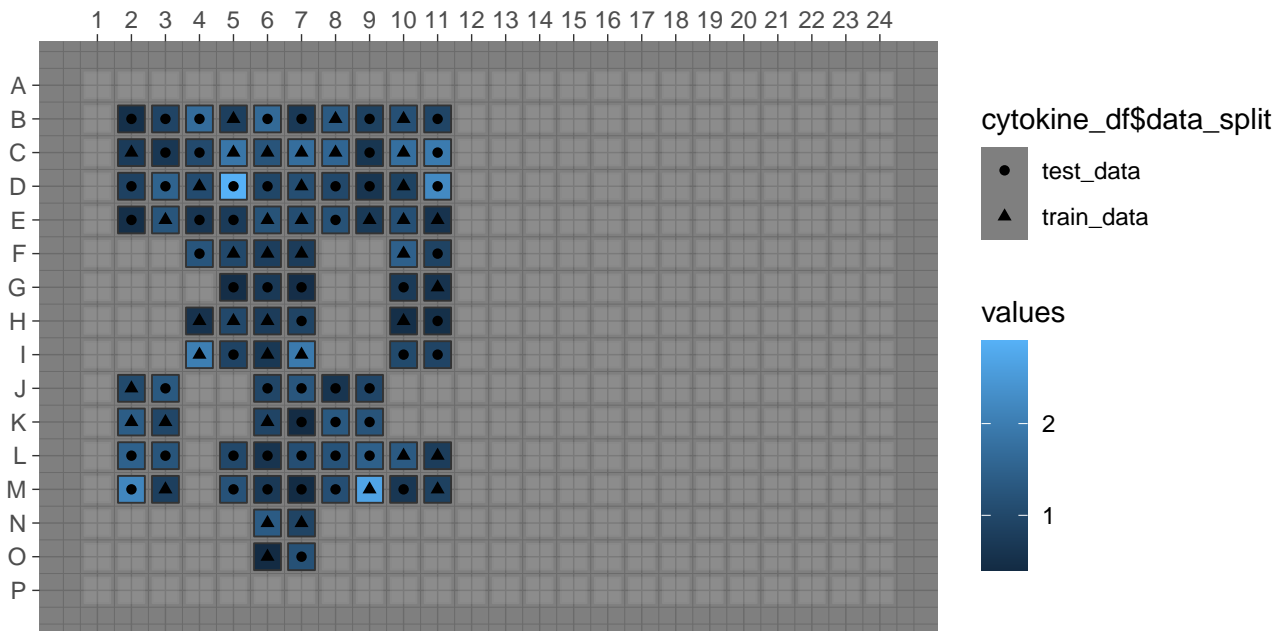 1 2 3 4 5 6 7 8 9 10 11 12 13 14 15 16 17 18 19 20 21 22 23 24
A
B
C
D
E
F
G
H
I
J
K
L
M
N
O
P
cytokine_df$data_split
test_data
train_data
values
2
1